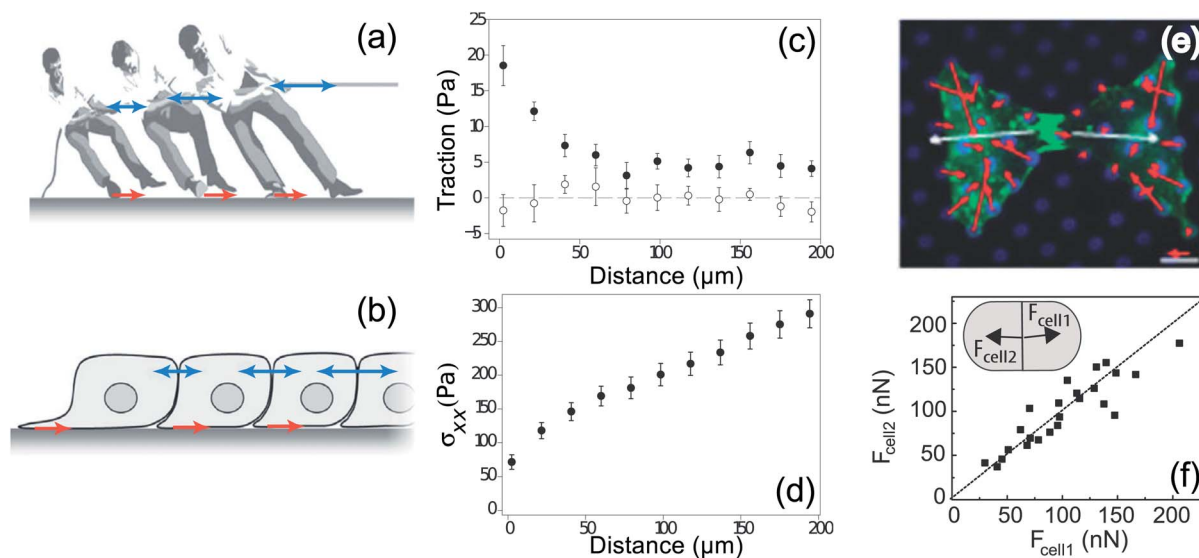 (a)
(b)
(c)
25
20
15
10
5
0
-5
Traction (Pa)
0
50
100
150
200
Distance (µm)
(d)
300
250
200
150
100
50
0
σxx(Pa)
0
50
100
150
200
Distance (µm)
(e)
(f)
Fcell1
Fcell2
200
150
100
50
0
Fcell2 (nN)
0
50
100
150
200
Fcell1 (nN)